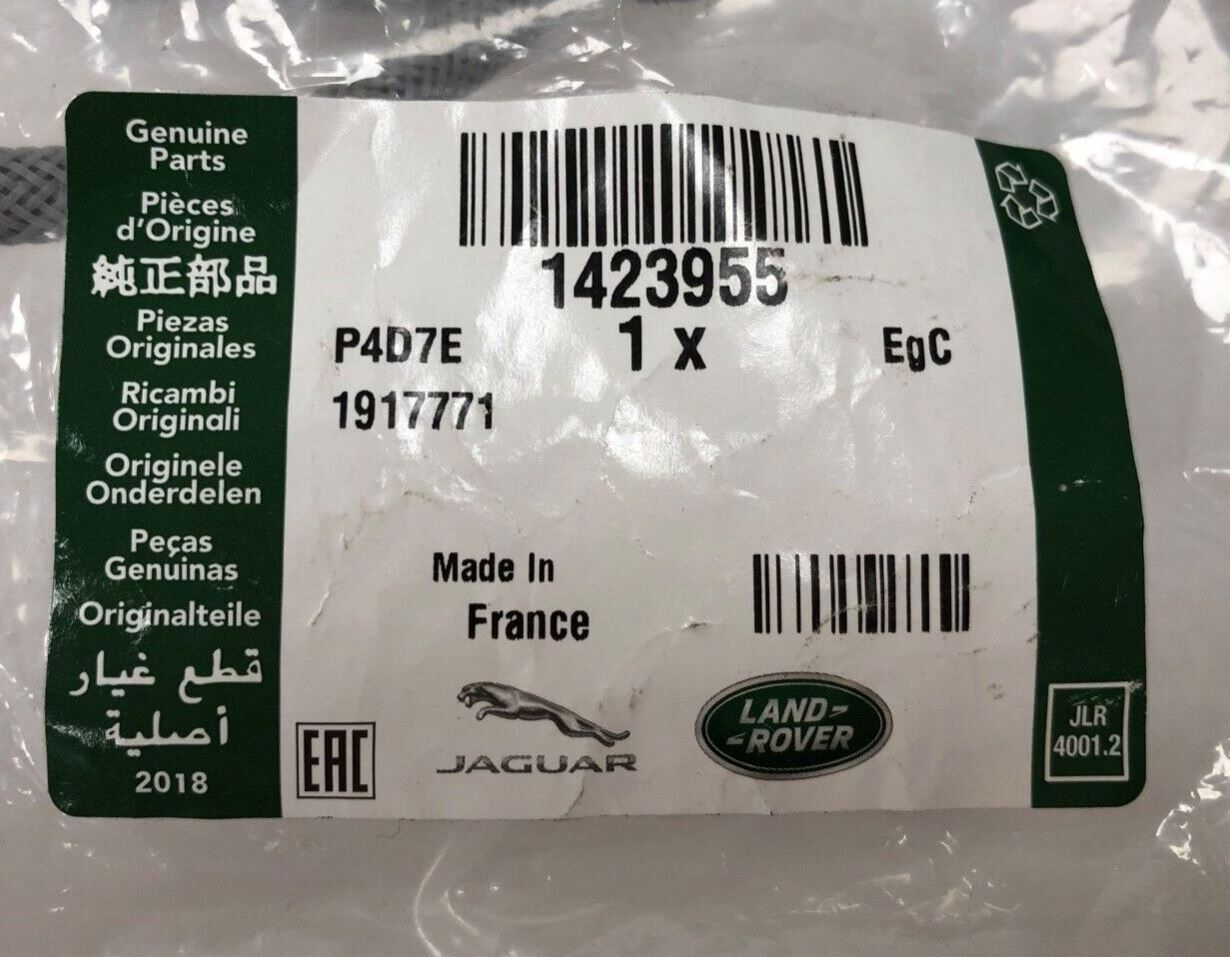 Genuine
Parts
Pièces
d'Origine
純正部品
Piezas
Originales
Ricambi
Originali
Originele
Onderdelen
Peças
Genuinas
Originalteile
قطع غيار
أصلية
2018
1423955
P4D7E 1 x EgC
1917771
Made In
France
EAC
JAGUAR
LAND-
-ROVER
JLR
4001.2